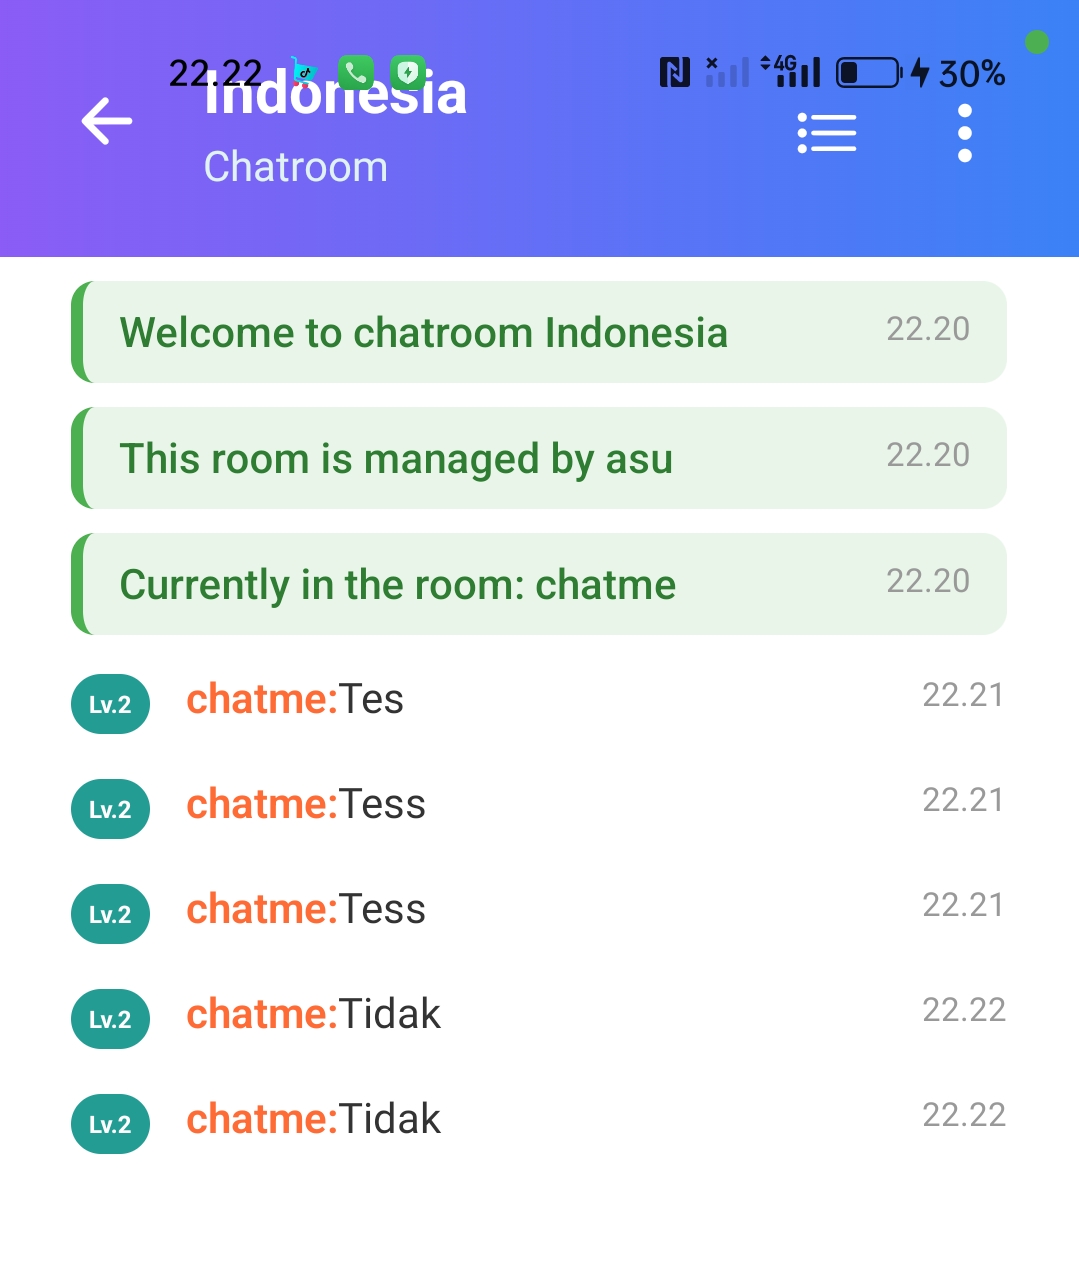 22.22 4G 30%
Indonesia
Chatroom
Welcome to chatroom Indonesia 22.20
This room is managed by asu 22.20
Currently in the room: chatme 22.20
Lv.2 chatme:Tes 22.21
Lv.2 chatme:Tess 22.21
Lv.2 chatme:Tess 22.21
Lv.2 chatme:Tidak 22.22
Lv.2 chatme:Tidak 22.22